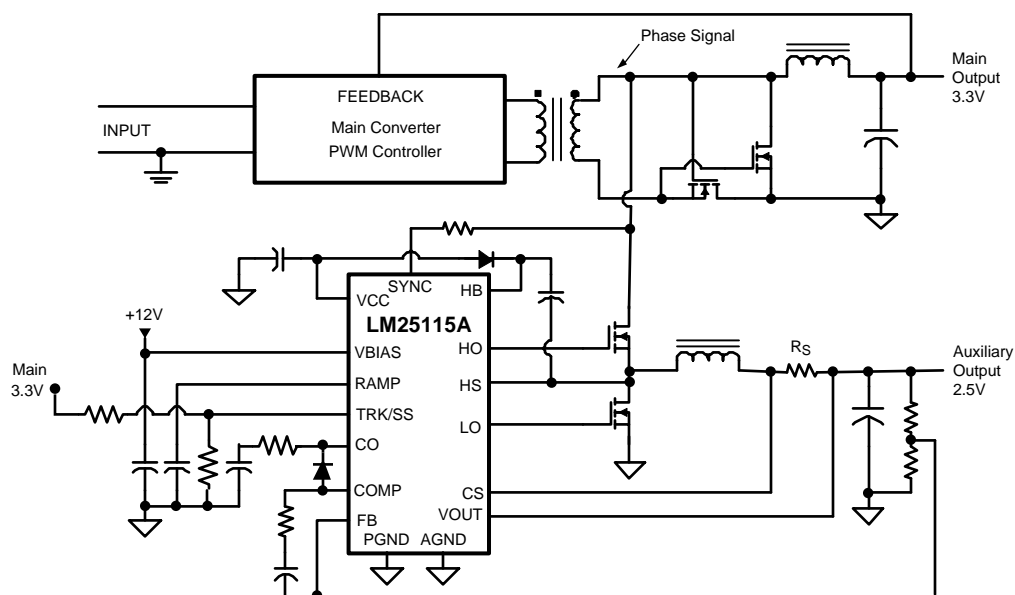 Phase Signal
Main
Output
3.3V
FEEDBACK
Main Converter
PWM Controller
INPUT
SYNC
VCC
HB
LM25115A
+12V
VBIAS
HO
RS
Auxiliary
Output
2.5V
Main
3.3V
RAMP
HS
TRK/SS
LO
CO
COMP
CS
VOUT
FB
PGND
AGND